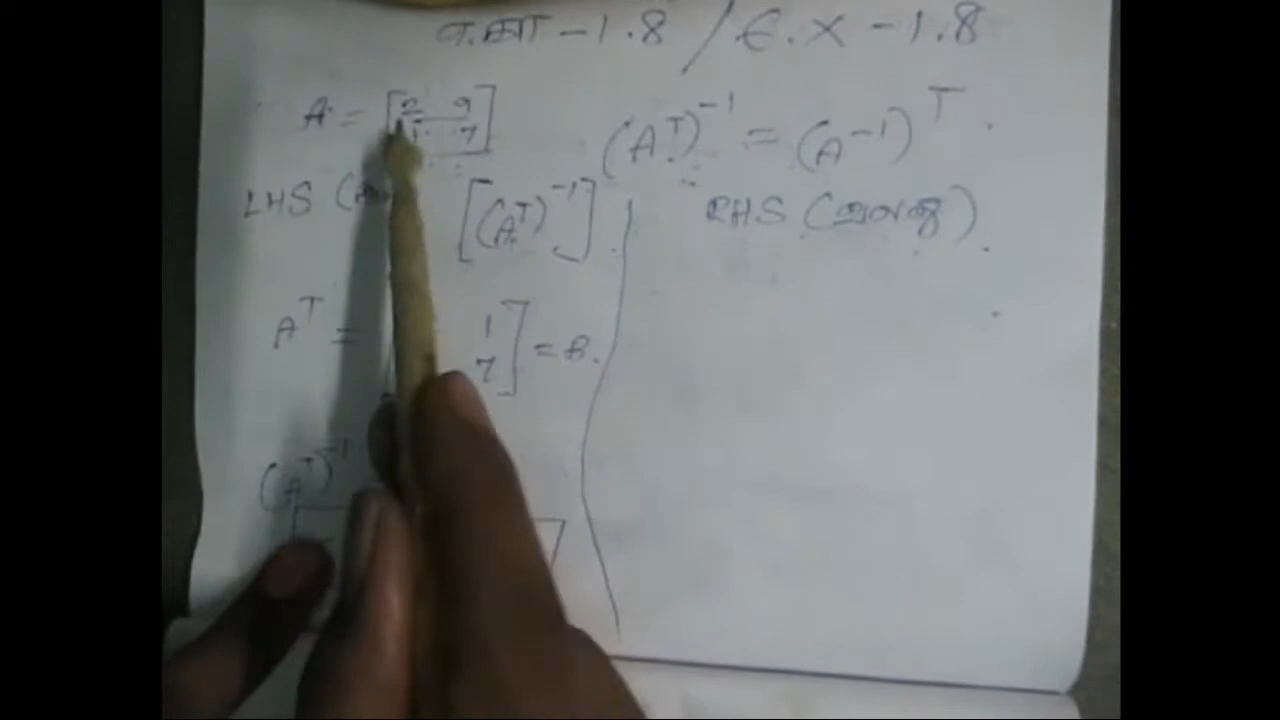 எ.கா - 1.8 / E.X - 1.8
A = [2 9
1 7] (Aᵀ)⁻¹ = (A⁻¹)ᵀ.
LHS ( [(Aᵀ)⁻¹]
RHS (வலது)
Aᵀ = 1
7] = B.
(Aᵀ)⁻¹